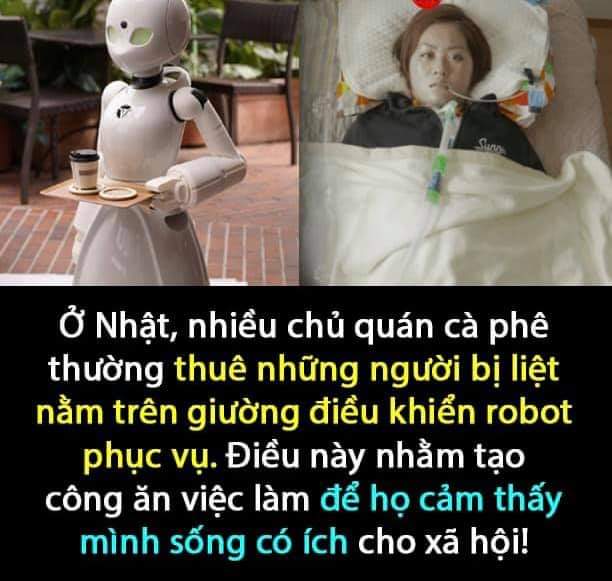 Ở Nhật, nhiều chủ quán cà phê
thường thuê những người bị liệt
nằm trên giường điều khiển robot
phục vụ. Điều này nhằm tạo
công ăn việc làm để họ cảm thấy
mình sống có ích cho xã hội!